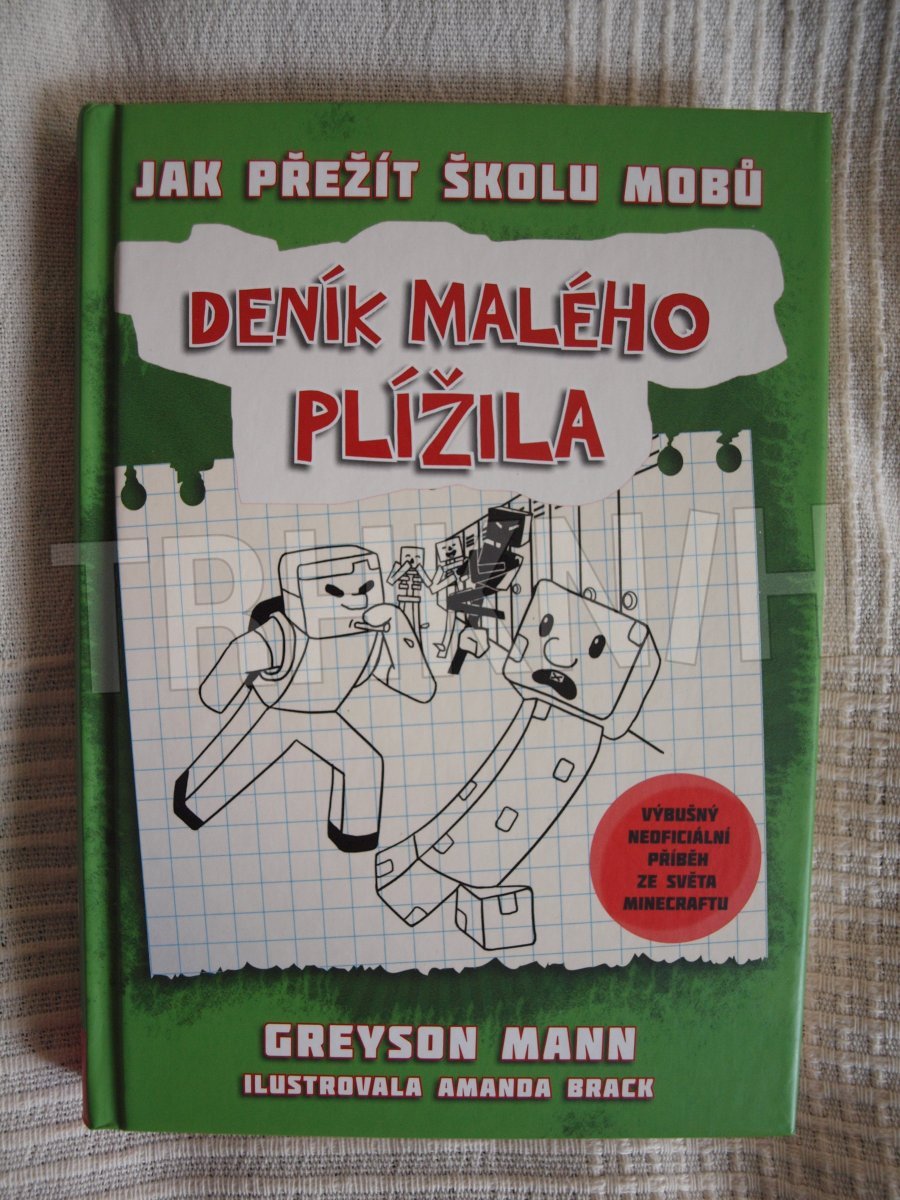 JAK PŘEŽÍT ŠKOLU MOBŮ
DENÍK MALÉHO
PLÍŽILA
VÝBUŠNÝ
NEOFICIÁLNÍ
PŘÍBĚH
ZE SVĚTA
MINECRAFTU
GREYSON MANN
ILUSTROVALA AMANDA BRACK